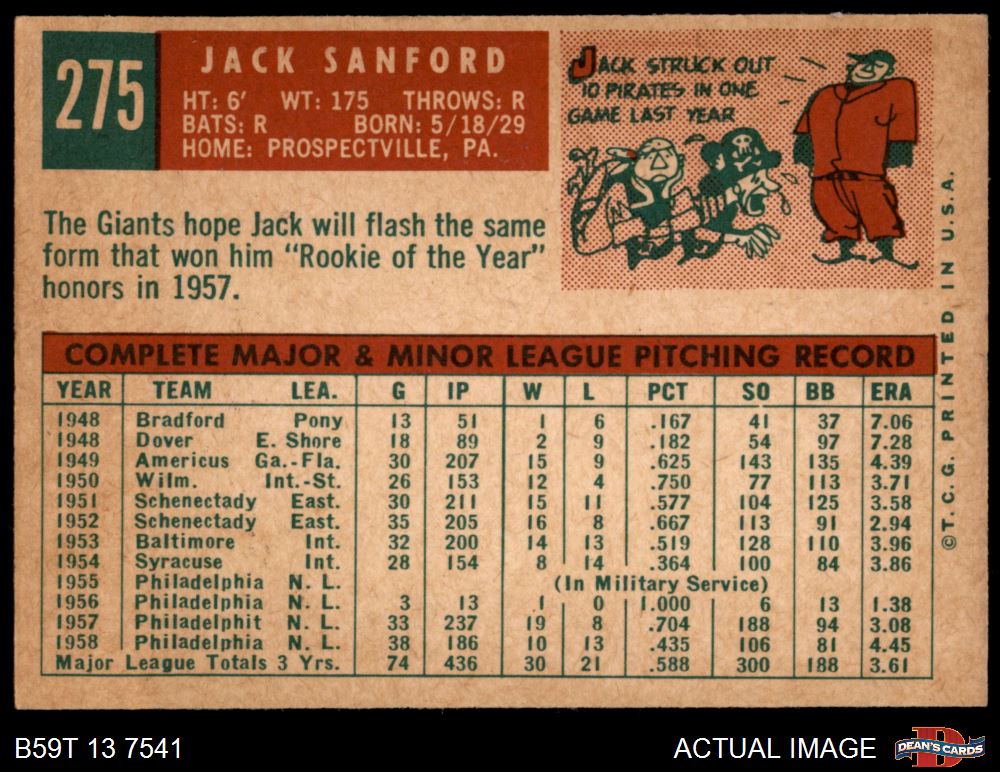 275
JACK SANFORD
HT: 6' WT: 175 THROWS: R
BATS: R BORN: 5/18/29
HOME: PROSPECTVILLE, PA.
JACK STRUCK OUT
10 PIRATES IN ONE
GAME LAST YEAR
The Giants hope Jack will flash the same
form that won him "Rookie of the Year"
honors in 1957.
COMPLETE MAJOR & MINOR LEAGUE PITCHING RECORD
YEAR TEAM LEA. G IP W L PCT SO BB ERA
1948 Bradford Pony 13 51 1 6 .167 41 37 7.06
1948 Dover E. Shore 18 89 2 9 .182 54 97 7.28
1949 Americus Ga.-Fla. 30 207 15 9 .625 143 135 4.39
1950 Wilm. Int.-St. 26 153 12 4 .750 77 113 3.71
1951 Schenectady East. 30 211 15 11 .577 104 125 3.58
1952 Schenectady East. 35 205 16 8 .667 113 91 2.94
1953 Baltimore Int. 32 200 14 13 .519 128 110 3.96
1954 Syracuse Int. 28 154 8 14 .364 100 84 3.86
1955 Philadelphia N. L. (In Military Service)
1956 Philadelphia N. L. 3 13 1 0 1.000 6 13 1.38
1957 Philadelphit N. L. 33 237 19 8 .704 188 94 3.08
1958 Philadelphia N. L. 38 186 10 13 .435 106 81 4.45
Major League Totals 3 Yrs. 74 436 30 21 .588 300 188 3.61
©T. C. G. PRINTED IN U.S.A.
B59T 13 7541
ACTUAL IMAGE
D
DEAN'S CARDS